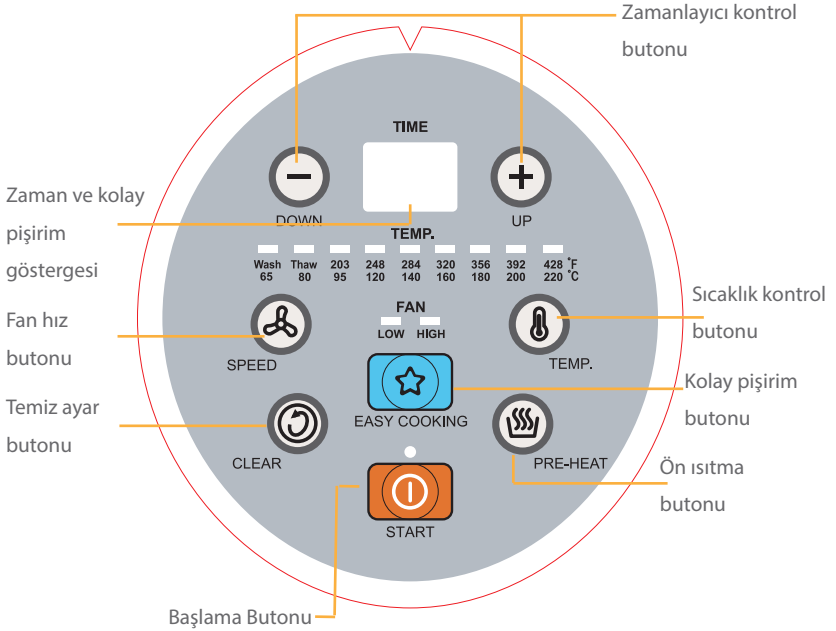 Zamanlayıcı kontrol
butonu
TIME
Zaman ve kolay
pişirim
göstergesi
DOWN
UP
TEMP.
Wash Thaw 203 248 284 320 356 392 428 °F
65 80 95 120 140 160 180 200 220 °C
Fan hız
butonu
SPEED
FAN
LOW HIGH
TEMP.
Sıcaklık kontrol
butonu
EASY COOKING
Kolay pişirim
butonu
Temiz ayar
butonu
CLEAR
PRE-HEAT
Ön ısıtma
butonu
START
Başlama Butonu